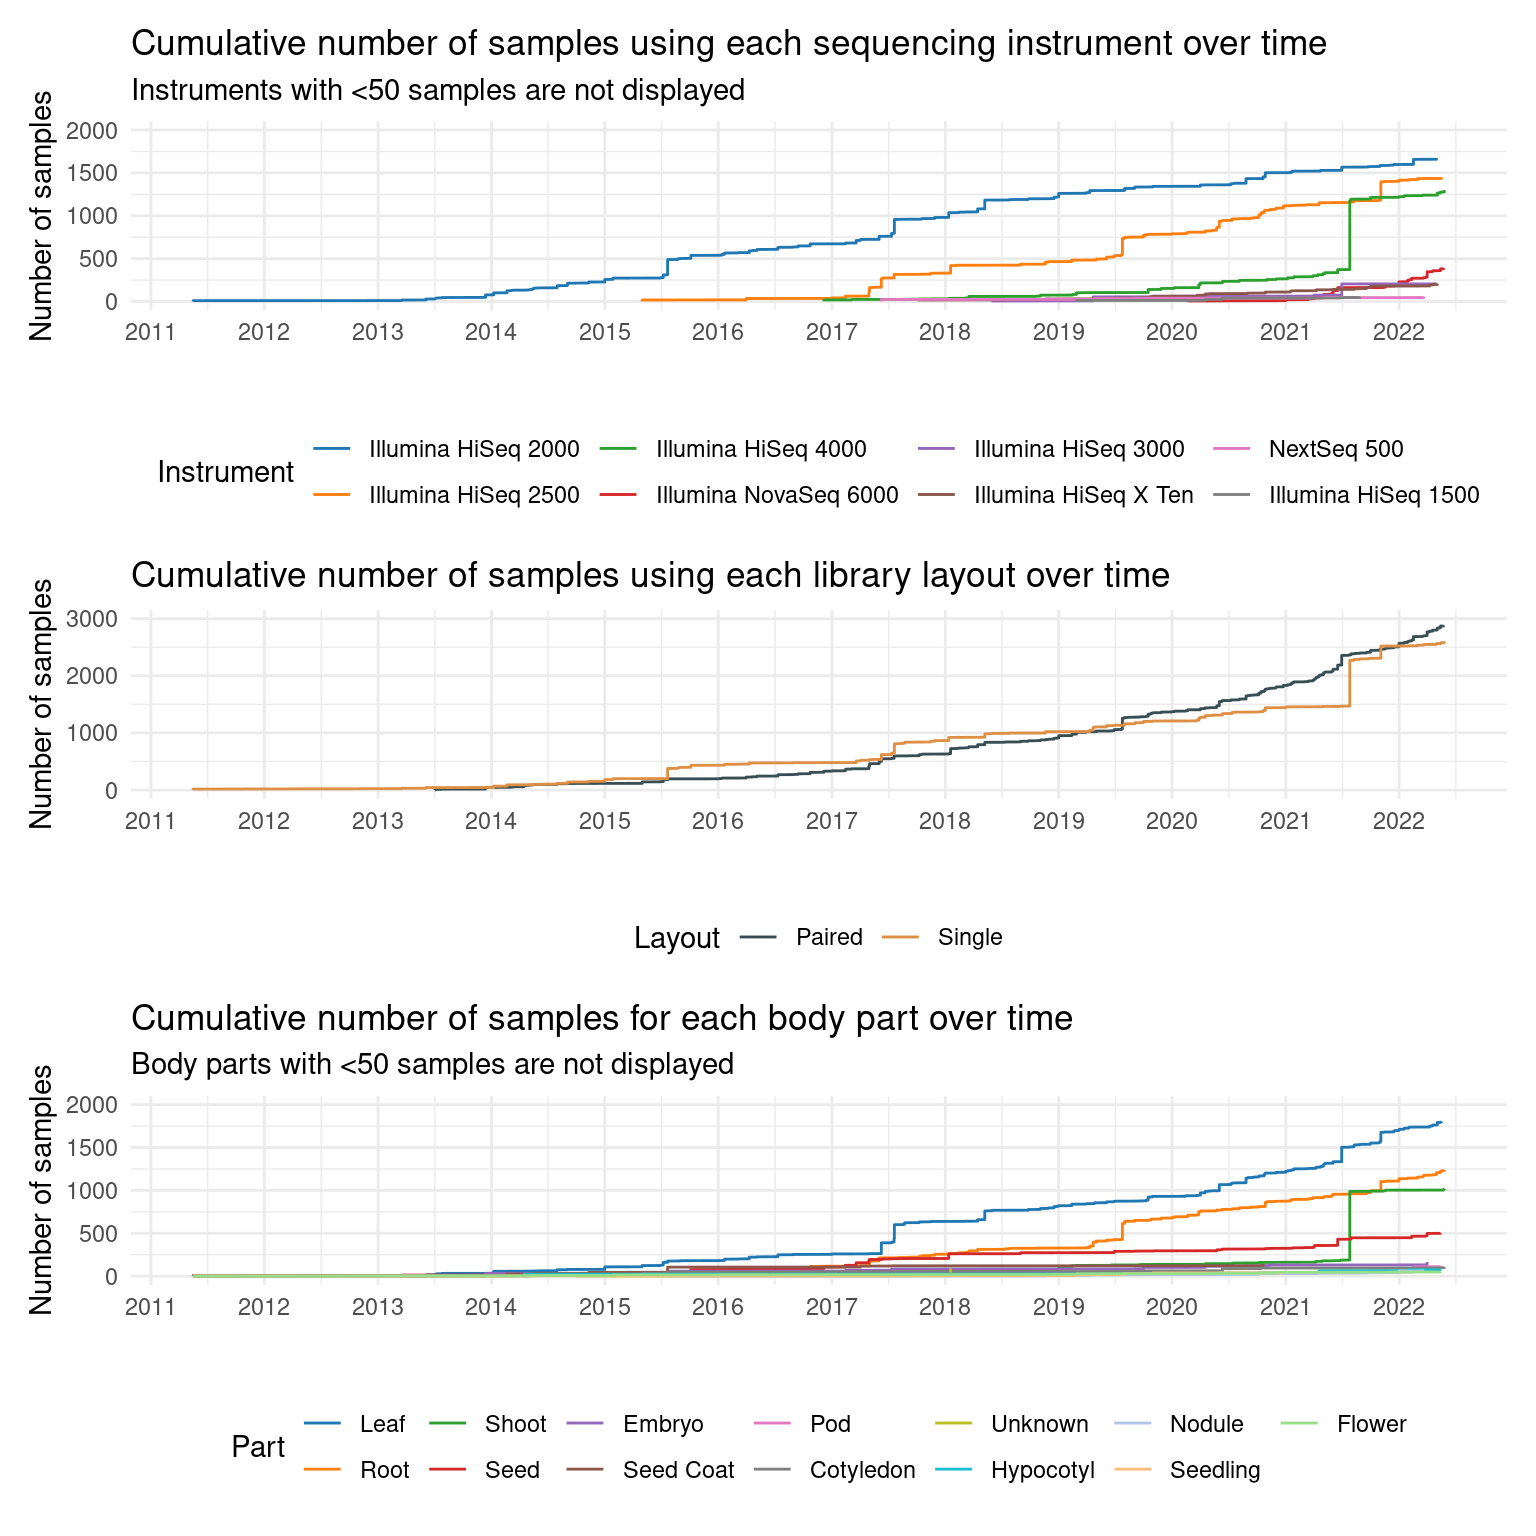 Cumulative number of samples using each sequencing instrument over time
Instruments with <50 samples are not displayed
Number of samples
2000
1500
1000
500
0
2011 2012 2013 2014 2015 2016 2017 2018 2019 2020 2021 2022
Instrument
Illumina HiSeq 2000 Illumina HiSeq 4000 Illumina HiSeq 3000 NextSeq 500
Illumina HiSeq 2500 Illumina NovaSeq 6000 Illumina HiSeq X Ten Illumina HiSeq 1500
Cumulative number of samples using each library layout over time
Number of samples
3000
2000
1000
0
2011 2012 2013 2014 2015 2016 2017 2018 2019 2020 2021 2022
Layout Paired Single
Cumulative number of samples for each body part over time
Body parts with <50 samples are not displayed
Number of samples
2000
1500
1000
500
0
2011 2012 2013 2014 2015 2016 2017 2018 2019 2020 2021 2022
Part
Leaf Shoot Embryo Pod Unknown Nodule Flower
Root Seed Seed Coat Cotyledon Hypocotyl Seedling